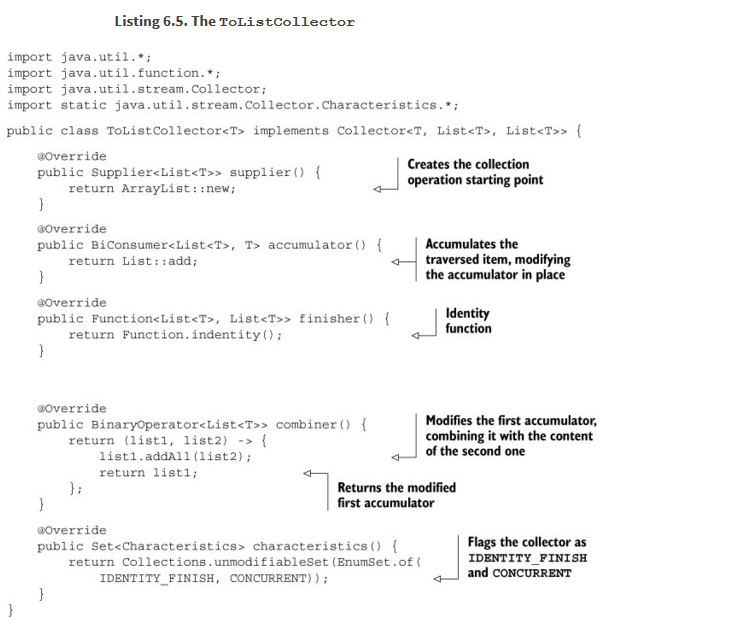 Listing 6.5. The ToListCollector
import java.util.*;
import java.util.function.*;
import java.util.stream.Collector;
import static java.util.stream.Collector.Characteristics.*;
public class ToListCollector<T> implements Collector<T, List<T>, List<T>> {
@Override
public Supplier<List<T>> supplier() {
return ArrayList::new;
}
Creates the collection
operation starting point
@Override
public BiConsumer<List<T>, T> accumulator() {
return List::add;
}
Accumulates the
traversed item, modifying
the accumulator in place
@Override
public Function<List<T>, List<T>> finisher() {
return Function.indentity();
}
Identity
function
@Override
public BinaryOperator<List<T>> combiner() {
return (list1, list2) -> {
list1.addAll(list2);
return list1;
};
}
Modifies the first accumulator,
combining it with the content
of the second one
Returns the modified
first accumulator
@Override
public Set<Characteristics> characteristics() {
return Collections.unmodifiableSet(EnumSet.of(
IDENTITY_FINISH, CONCURRENT));
}
}
Flags the collector as
IDENTITY_FINISH
and CONCURRENT